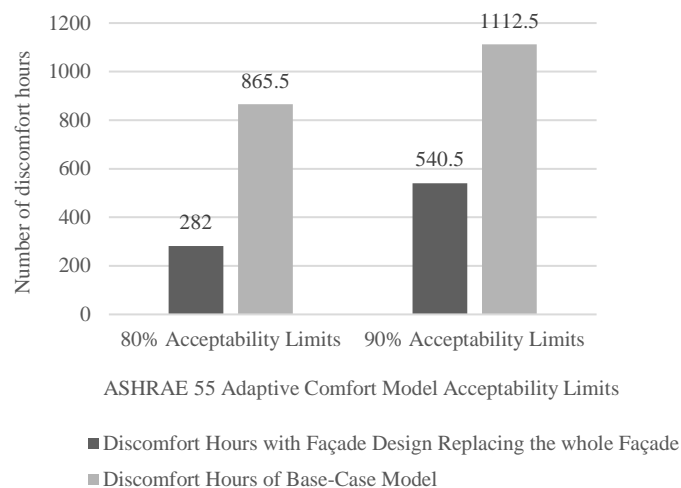 Number of discomfort hours
1200
1000
800
600
400
200
0
282
865.5
540.5
1112.5
80% Acceptability Limits
90% Acceptability Limits
ASHRAE 55 Adaptive Comfort Model Acceptability Limits
Discomfort Hours with Façade Design Replacing the whole Façade
Discomfort Hours of Base-Case Model